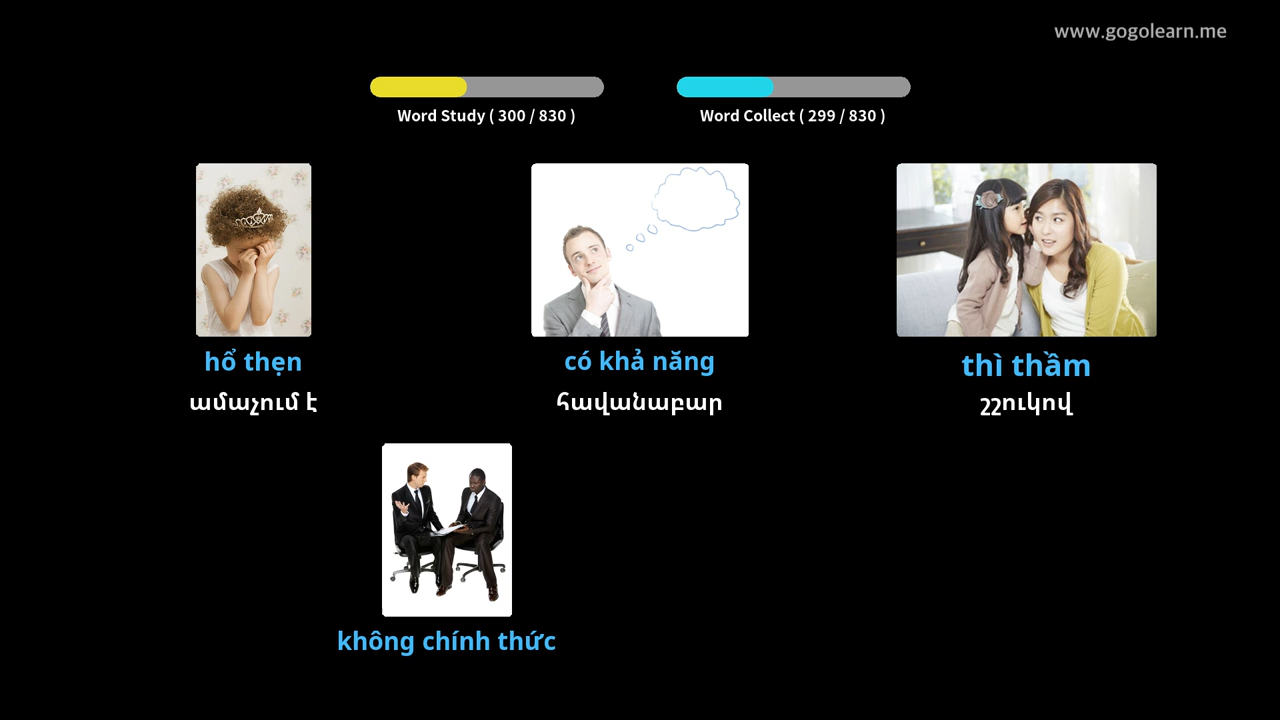 www.gogolearn.me
Word Study ( 300 / 830 )
Word Collect ( 299 / 830 )
hổ thẹn
có khả năng
thì thầm
ամաչում է
հավանաբար
շշուկով
không chính thức